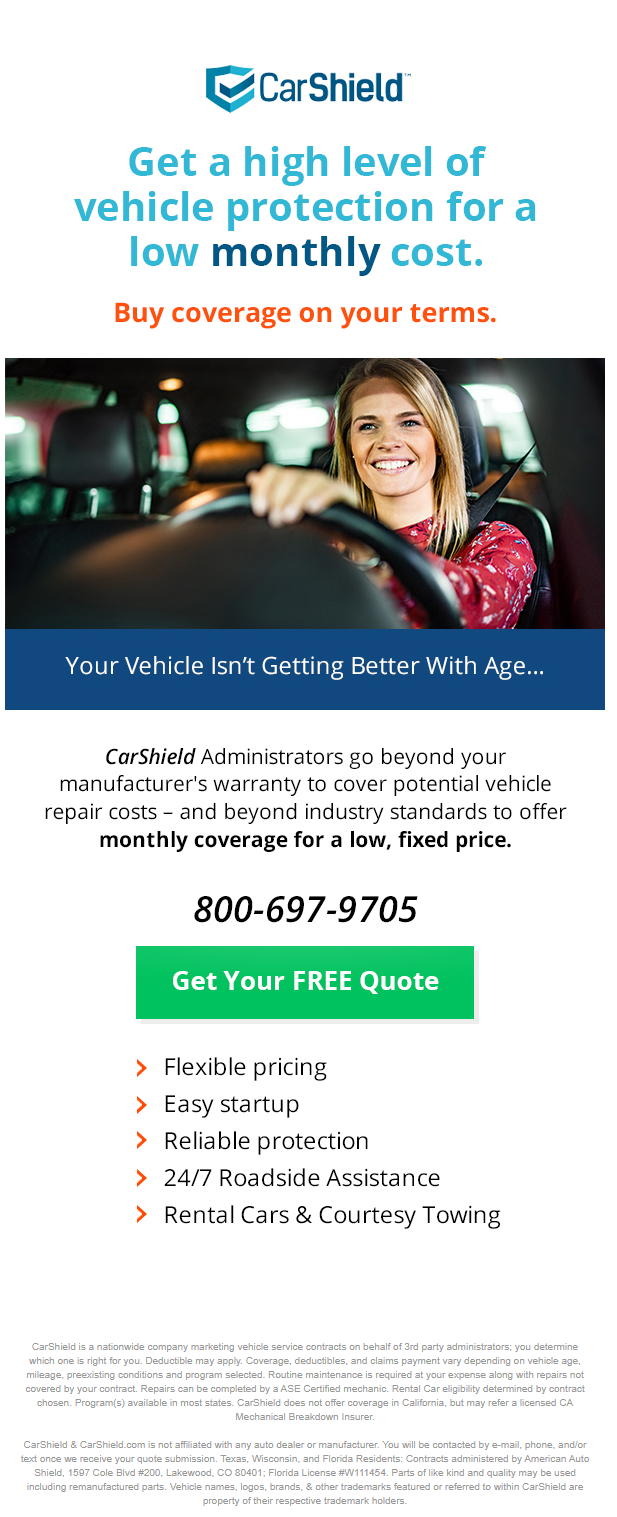 CarShield™
Get a high level of
vehicle protection for a
low monthly cost.
Buy coverage on your terms.
Your Vehicle Isn’t Getting Better With Age...
CarShield Administrators go beyond your
manufacturer's warranty to cover potential vehicle
repair costs – and beyond industry standards to offer
monthly coverage for a low, fixed price.
800-697-9705
Get Your FREE Quote
Flexible pricing
Easy startup
Reliable protection
24/7 Roadside Assistance
Rental Cars & Courtesy Towing
CarShield is a nationwide company marketing vehicle service contracts on behalf of 3rd party administrators; you determine
which one is right for you. Deductible may apply. Coverage, deductibles, and claims payment vary depending on vehicle age,
mileage, preexisting conditions and program selected. Routine maintenance is required at your expense along with repairs not
covered by your contract. Repairs can be completed by a ASE Certified mechanic. Rental Car eligibility determined by contract
chosen. Program(s) available in most states. CarShield does not offer coverage in California, but may refer a licensed CA
Mechanical Breakdown Insurer.
CarShield & CarShield.com is not affiliated with any auto dealer or manufacturer. You will be contacted by e-mail, phone, and/or
text once we receive your quote submission. Texas, Wisconsin, and Florida Residents: Contracts administered by American Auto
Shield, 1597 Cole Blvd #200, Lakewood, CO 80401; Florida License #W111454. Parts of like kind and quality may be used
including remanufactured parts. Vehicle names, logos, brands, & other trademarks featured or referred to within CarShield are
property of their respective trademark holders.